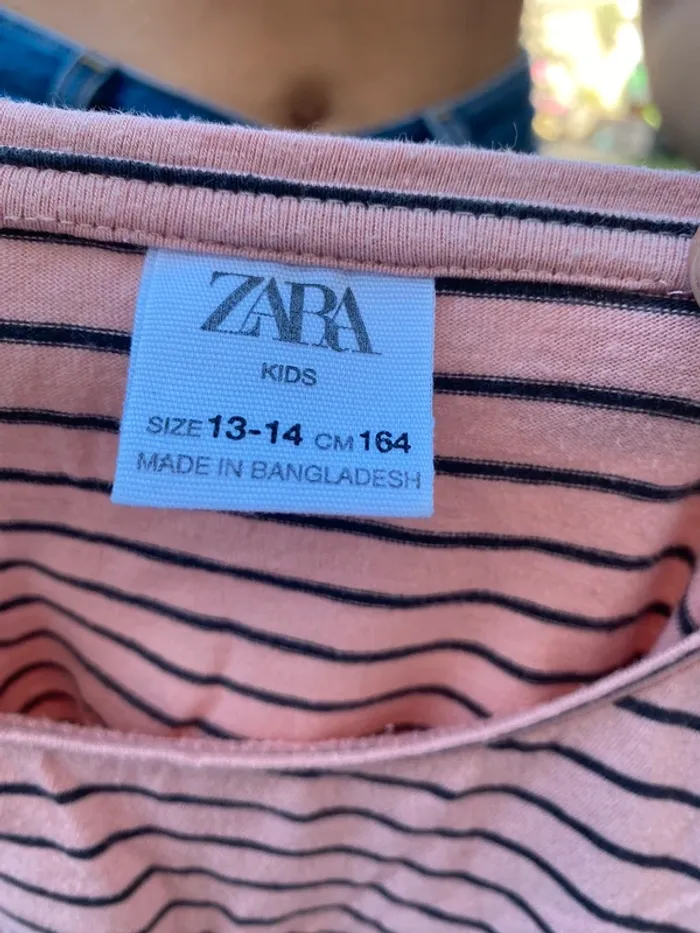 ZARA
KIDS
SIZE 13-14 CM 164
MADE IN BANGLADESH